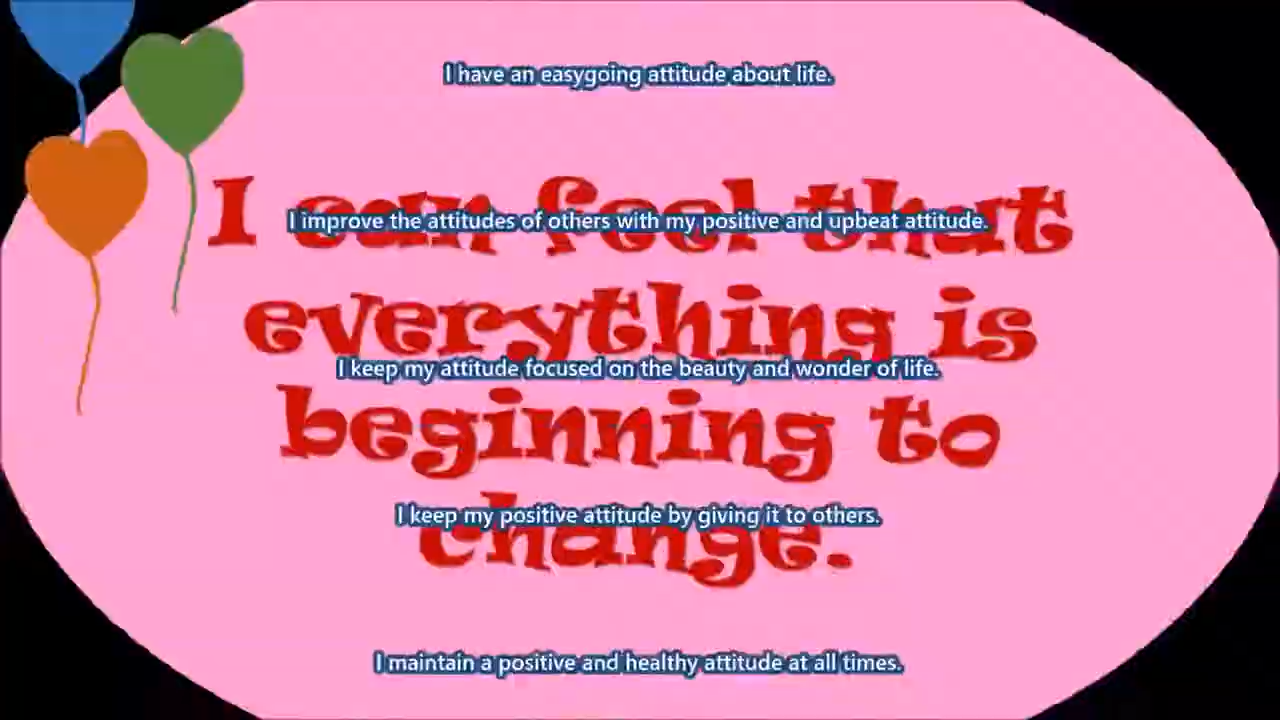 I have an easygoing attitude about life.
I can feel that
I improve the attitudes of others with my positive and upbeat attitude.
everything is
I keep my attitude focused on the beauty and wonder of life.
beginning to
I keep my positive attitude by giving it to others.
change.
I maintain a positive and healthy attitude at all times.